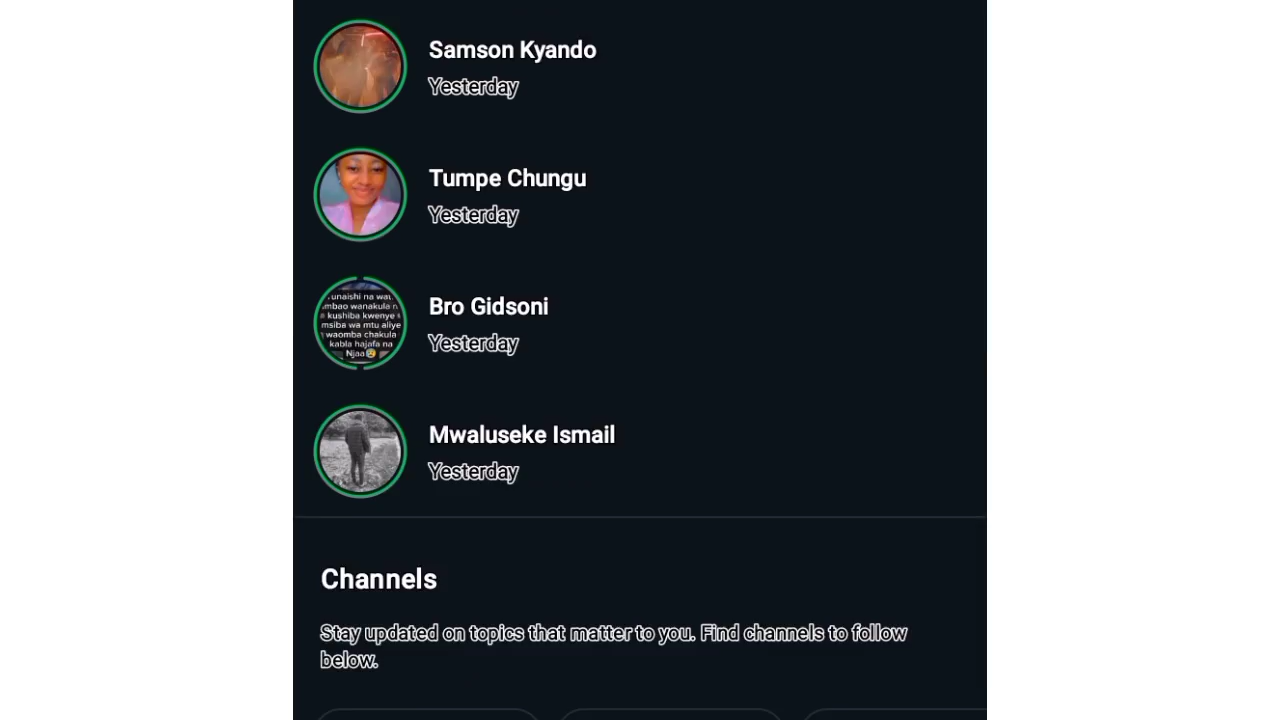 Samson Kyando
Yesterday
Tumpe Chungu
Yesterday
unaishi na
mbao wanakula
kushiba kwenye
msiba wa mtu aliye
waomba chakula
kabla hajafa na
Njaa😰
Bro Gidsoni
Yesterday
Mwaluseke Ismail
Yesterday
Channels
Stay updated on topics that matter to you. Find channels to follow
below.